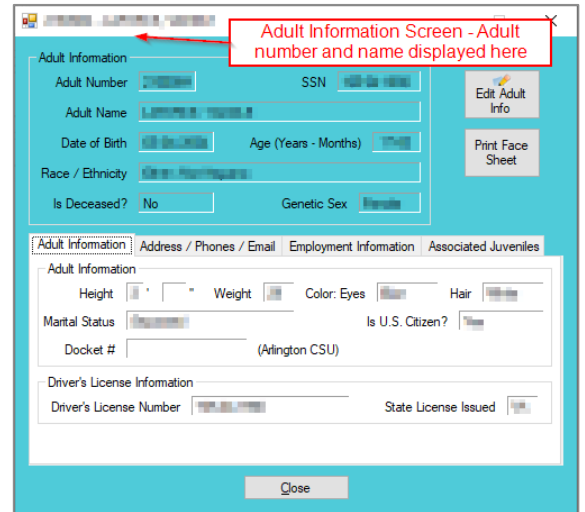 Adult Information Screen - Adult
number and name displayed here
Adult Information
Adult Number SSN
Edit Adult
Info
Adult Name
Date of Birth Age (Years - Months)
Print Face
Sheet
Race / Ethnicity
Is Deceased? No Genetic Sex
Adult Information Address / Phones / Email Employment Information Associated Juveniles
Adult Information
Height ' " Weight Color: Eyes Hair
Marital Status Is U.S. Citizen?
Docket # (Arlington CSU)
Driver's License Information
Driver's License Number State License Issued
Close